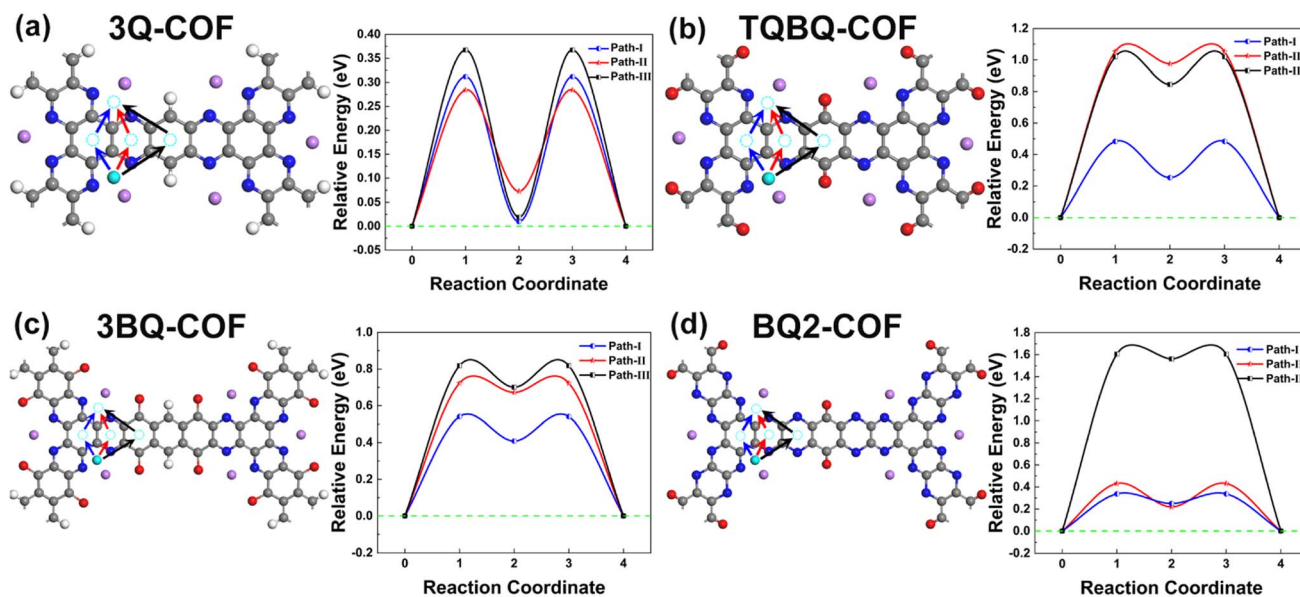 (a) 3Q-COF
Relative Energy (eV)
0.40
0.35
0.30
0.25
0.20
0.15
0.10
0.05
0.00
-0.05
Path-I
Path-II
Path-III
0 1 2 3 4
Reaction Coordinate
(b) TQBQ-COF
Relative Energy (eV)
1.2
1.0
0.8
0.6
0.4
0.2
0.0
-0.2
Path-I
Path-II
Path-II
0 1 2 3 4
Reaction Coordinate
(c) 3BQ-COF
Relative Energy (eV)
1.0
0.8
0.6
0.4
0.2
0.0
-0.2
Path-I
Path-II
Path-III
0 1 2 3 4
Reaction Coordinate
(d) BQ2-COF
Relative Energy (eV)
1.8
1.6
1.4
1.2
1.0
0.8
0.6
0.4
0.2
0.0
-0.2
Path-I
Path-II
Path-II
0 1 2 3 4
Reaction Coordinate